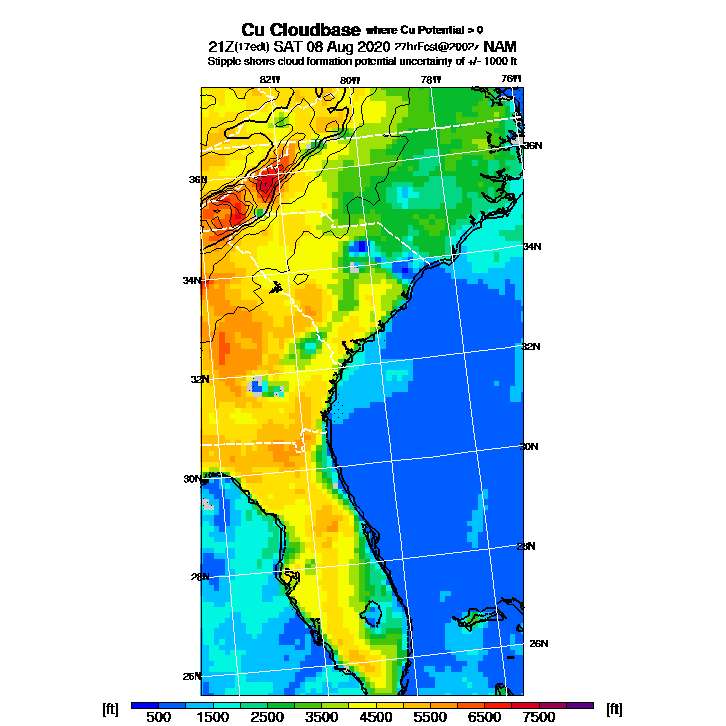 Cu Cloudbase where Cu Potential > 0
21Z(17edt) SAT 08 Aug 2020 27hrFcst@2002z NAM
Stipple shows cloud formation potential uncertainty of +/- 1000 ft
82W 80W 78W 76W
36N
36N
34N
34N
32N
32N
30N
30N
28N
28N
26N
26N
[ft] 500 1500 2500 3500 4500 5500 6500 7500 [ft]